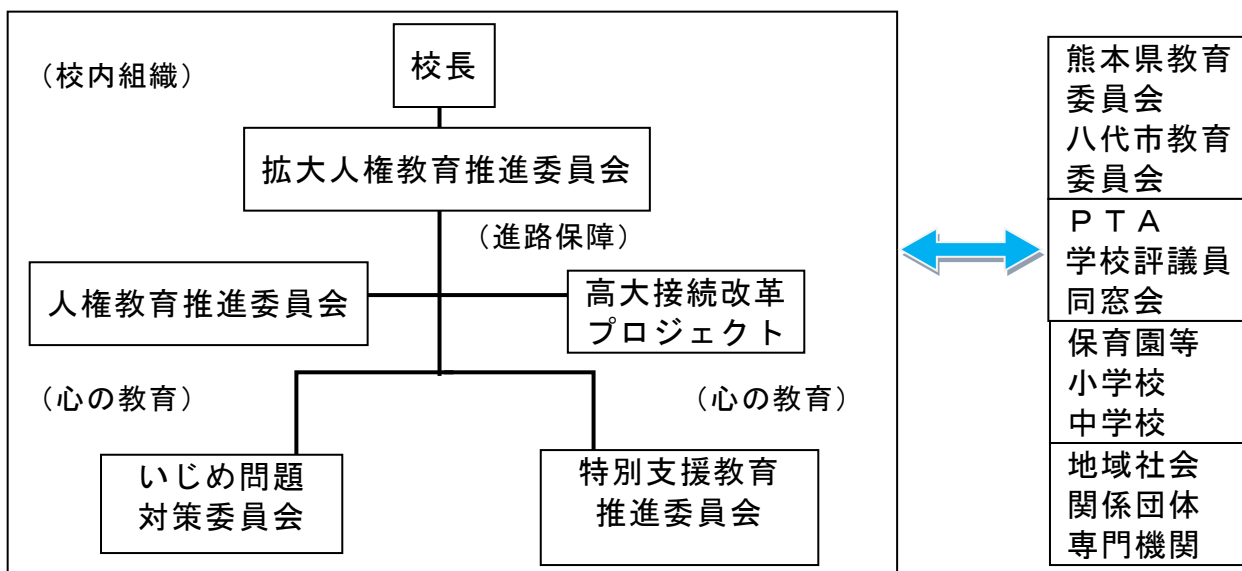 （校内組織）
校長
拡大人権教育推進委員会
（進路保障）
人権教育推進委員会
高大接続改革
プロジェクト
（心の教育）
（心の教育）
いじめ問題
対策委員会
特別支援教育
推進委員会
熊本県教育
委員会
八代市教育
委員会
ＰＴＡ
学校評議員
同窓会
保育園等
小学校
中学校
地域社会
関係団体
専門機関